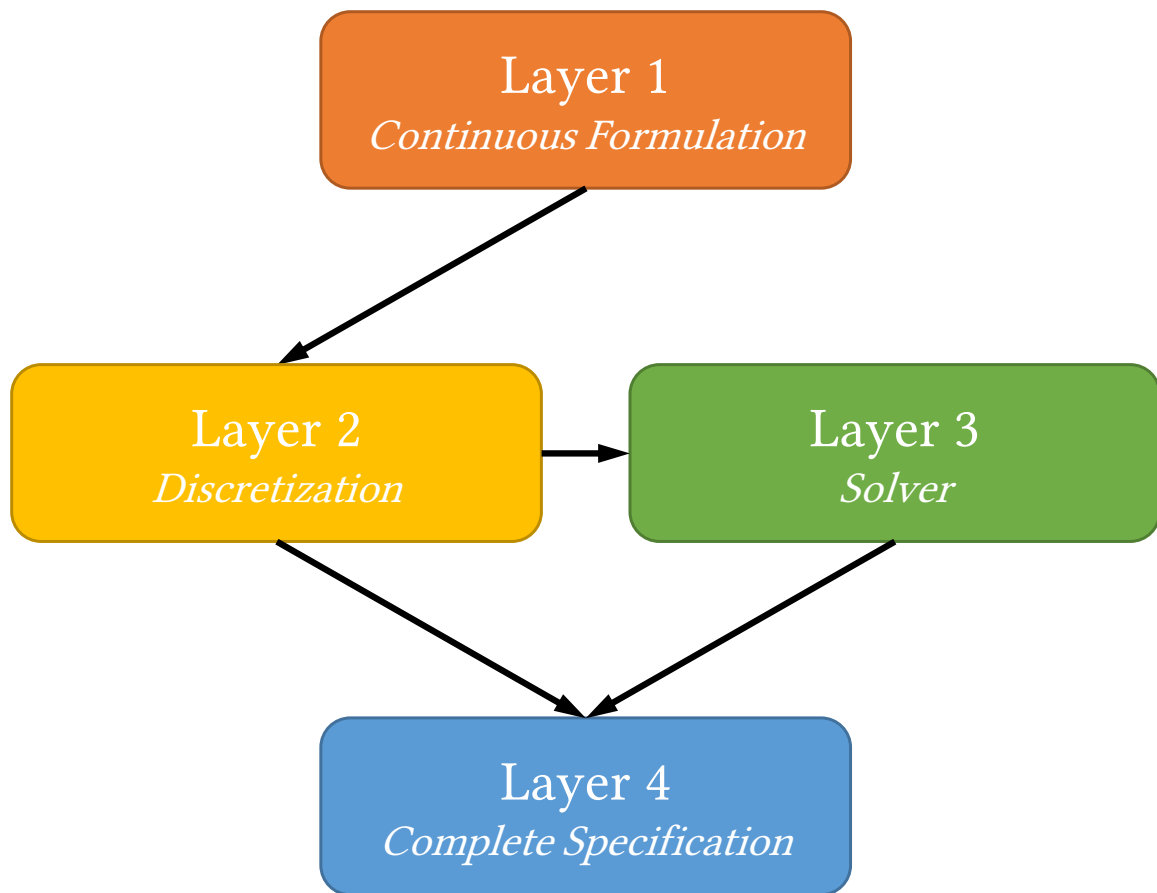 Layer 1
Continuous Formulation
Layer 2
Discretization
Layer 3
Solver
Layer 4
Complete Specification